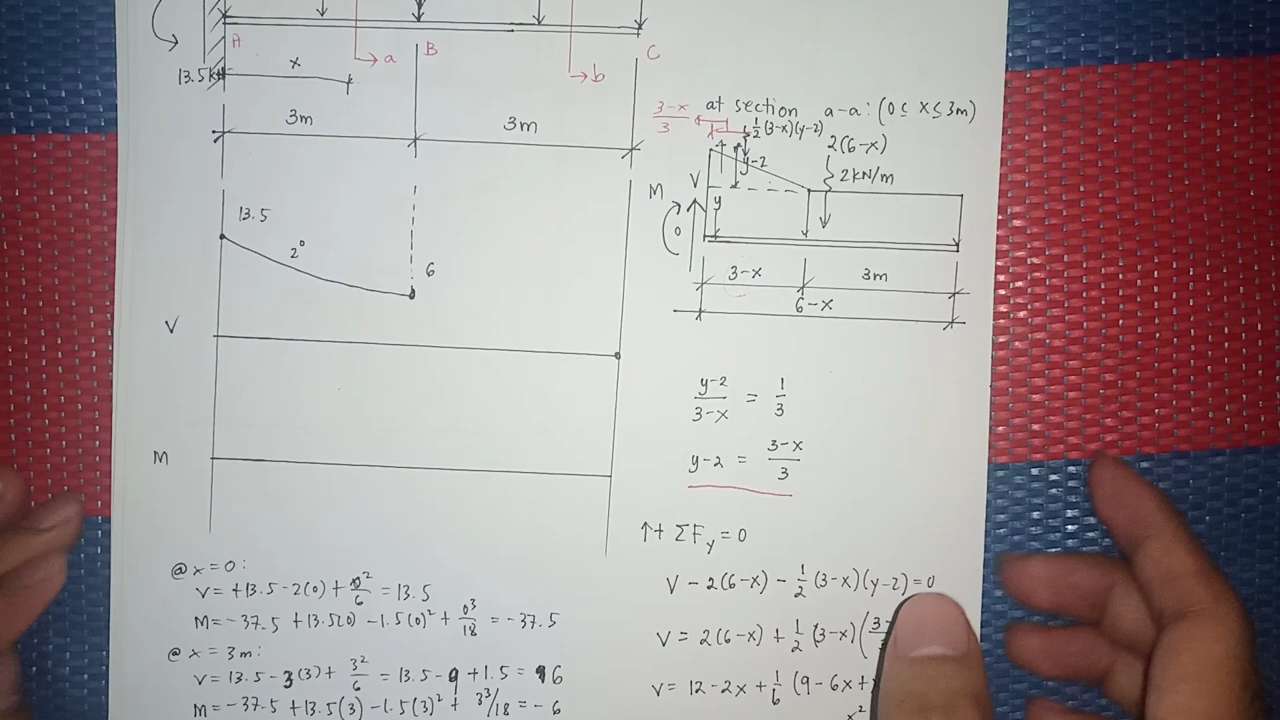 A
a
B
b
C
13.5k
x
3m
3m
13.5
2°
6
V
M
@ x = 0:
V = +13.5 - 2(0) + 0²/6 = 13.5
M = -37.5 + 13.5(0) - 1.5(0)² + 0³/18 = -37.5
@ x = 3m:
V = 13.5 - 3(3) + 3²/6 = 13.5 - 9 + 1.5 = 6
M = -37.5 + 13.5(3) - 1.5(3)² + 3³/18 = -6
at section a-a: (0 ≤ x ≤ 3m)
3-x/3
1/2(3-x)(y-2)
2(6-x)
y-2
2kN/m
M
V
y
0
3-x
3m
6-x
y-2/3-x = 1/3
y-2 = 3-x/3
↑+ ΣFy = 0
V - 2(6-x) - 1/2(3-x)(y-2) = 0
V = 2(6-x) + 1/2(3-x)(3-
V = 12 - 2x + 1/6(9 - 6x +
x²